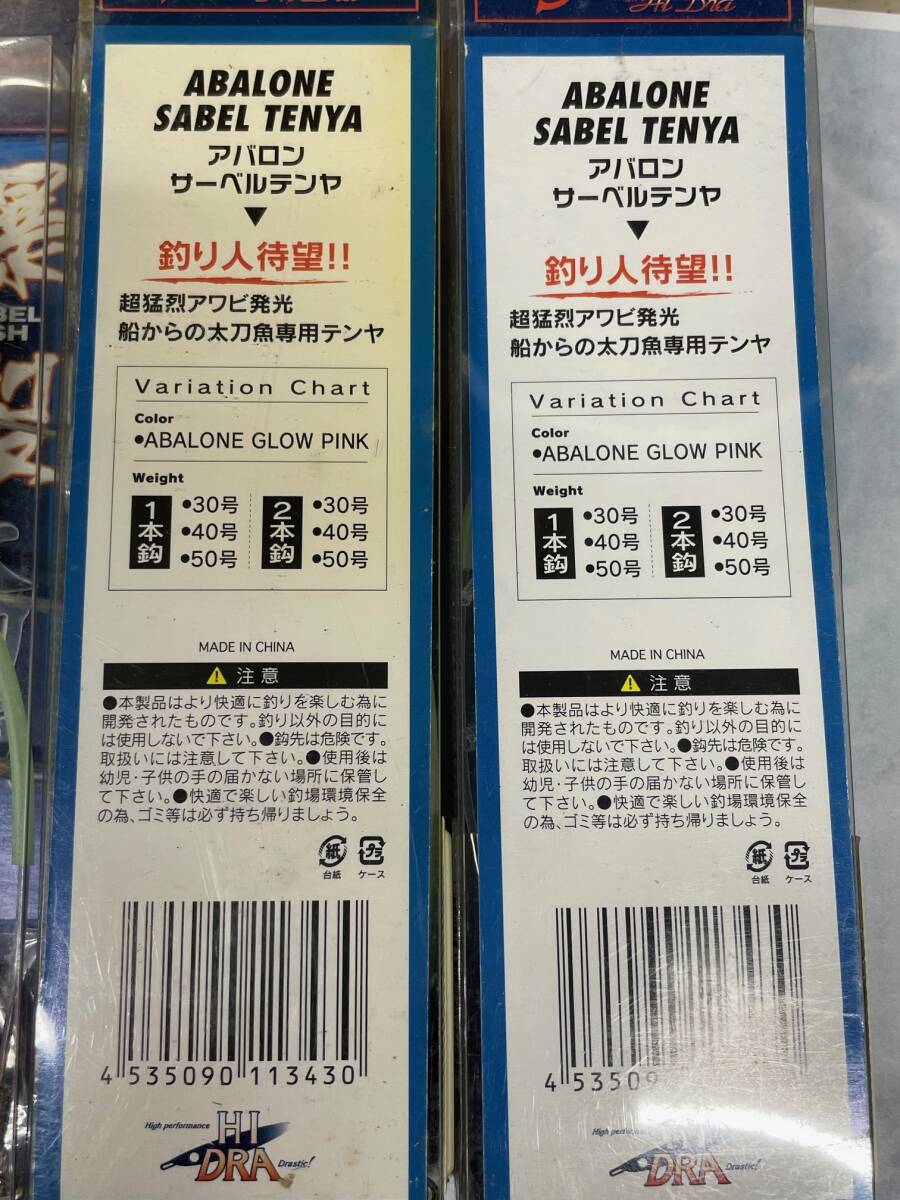 ABALONE
SABEL TENYA
アバロン
サーベルテンヤ
▼
釣り人待望!!
超猛烈アワビ発光
船からの太刀魚専用テンヤ
Variation Chart
Color
●ABALONE GLOW PINK
Weight
1本鈎
●30号
●40号
●50号
2本鈎
●30号
●40号
●50号
MADE IN CHINA
注意
●本製品はより快適に釣りを楽しむ為に
開発されたものです。釣り以外の目的に
は使用しないで下さい。●鈎先は危険です。
取扱いには注意して下さい。●使用後は
幼児・子供の手の届かない場所に保管し
て下さい。●快適で楽しい釣場環境保全
の為、ゴミ等は必ず持ち帰りましょう。
紙
台紙
プラ
ケース
4 535090 113430
High performance
HI
DRA
Drastic!
Hi Dra
ABALONE
SABEL TENYA
アバロン
サーベルテンヤ
▼
釣り人待望!!
超猛烈アワビ発光
船からの太刀魚専用テンヤ
Variation Chart
Color
●ABALONE GLOW PINK
Weight
1本鈎
●30号
●40号
●50号
2本鈎
●30号
●40号
●50号
MADE IN CHINA
注意
●本製品はより快適に釣りを楽しむ為に
開発されたものです。釣り以外の目的に
は使用しないで下さい。●鈎先は危険です。
取扱いには注意して下さい。●使用後は
幼児・子供の手の届かない場所に保管し
て下さい。●快適で楽しい釣場環境保全
の為、ゴミ等は必ず持ち帰りましょう。
紙
台紙
プラ
ケース
4 53509
DRA
Drastic!